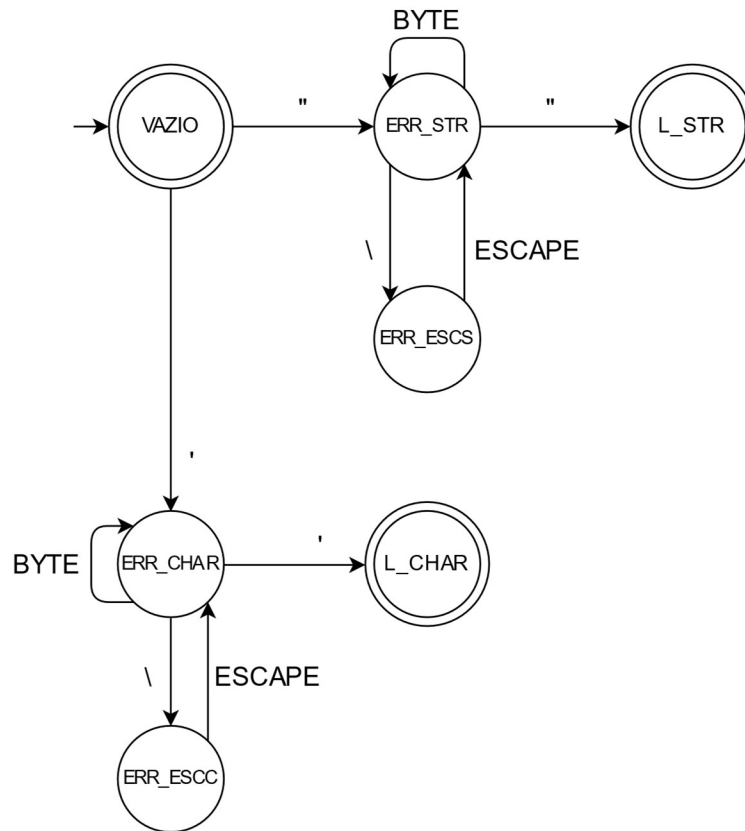 BYTE
VAZIO
"
ERR_STR
"
L_STR
\
ESCAPE
ERR_ESCS
'
BYTE
ERR_CHAR
'
L_CHAR
\
ESCAPE
ERR_ESCC